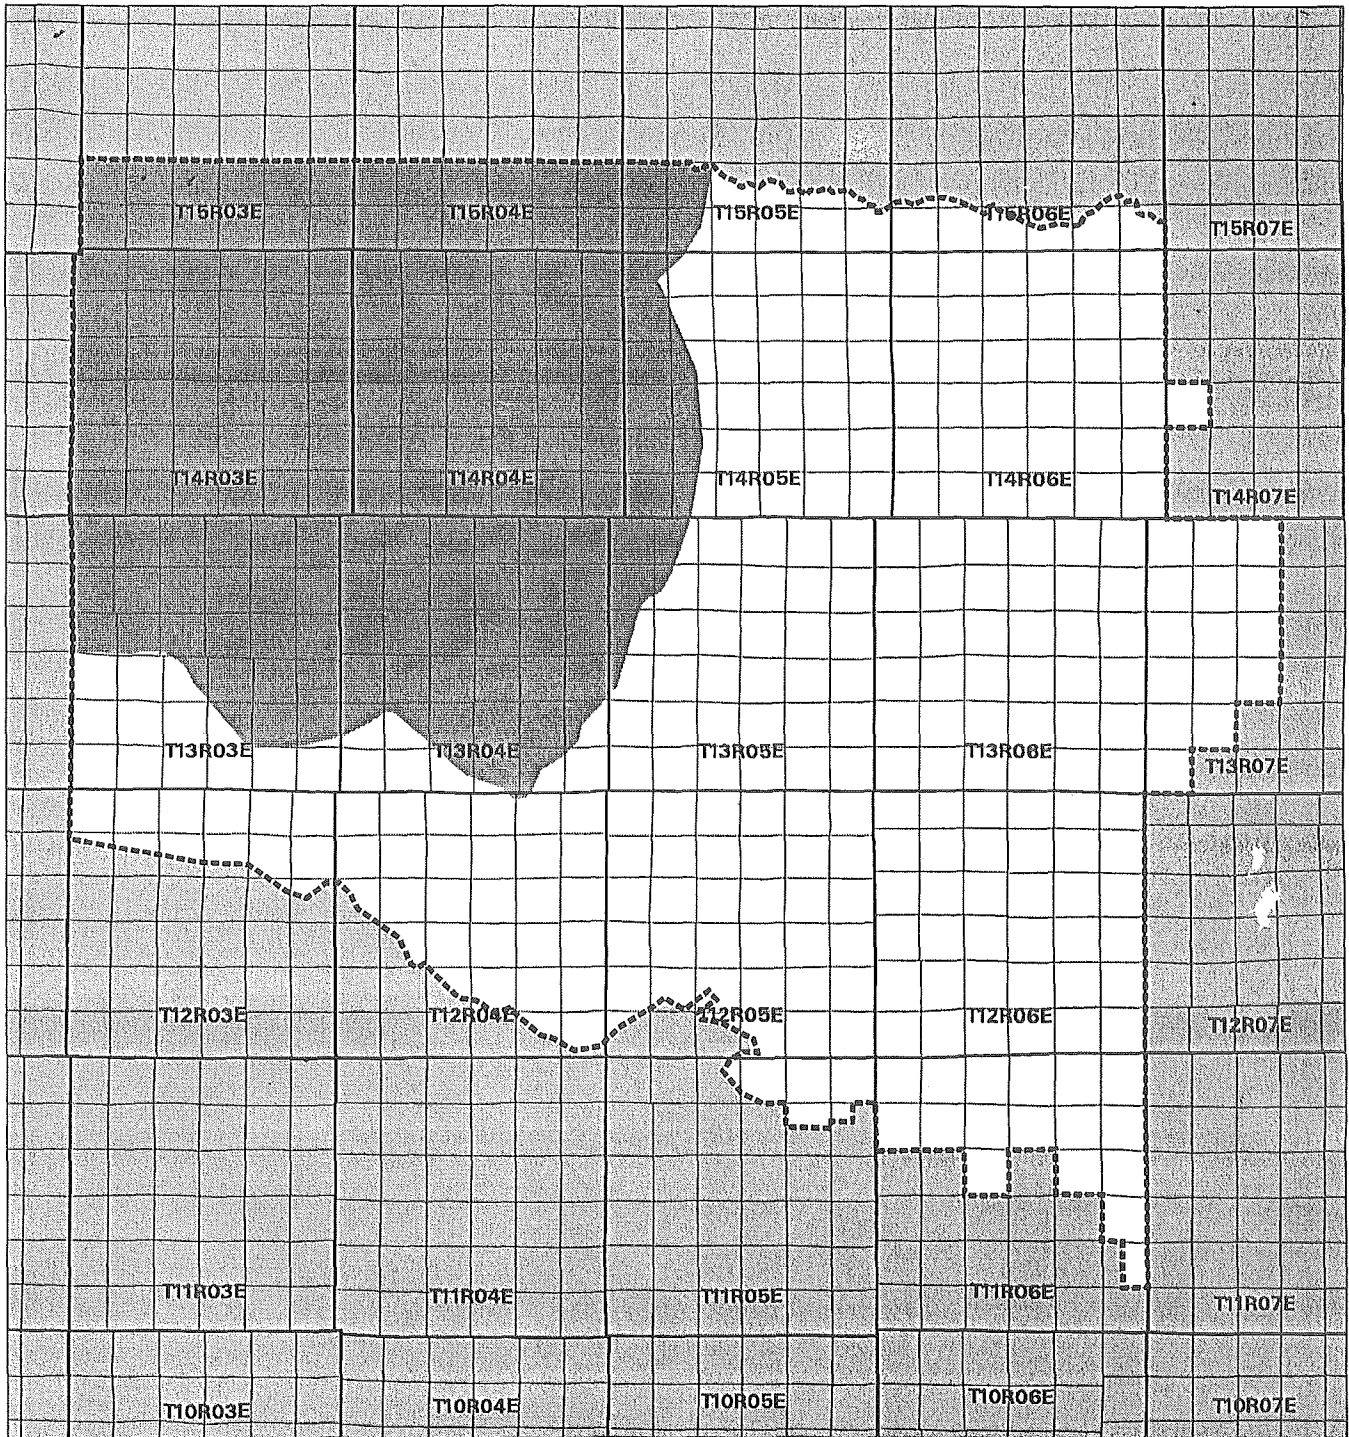 T15R03E T15R04E T15R05E T15R06E T15R07E
T14R03E T14R04E T14R05E T14R06E T14R07E
T13R03E T13R04E T13R05E T13R06E T13R07E
T12R03E T12R04E T12R05E T12R06E T12R07E
T11R03E T11R04E T11R05E T11R06E T11R07E
T10R03E T10R04E T10R05E T10R06E T10R07E